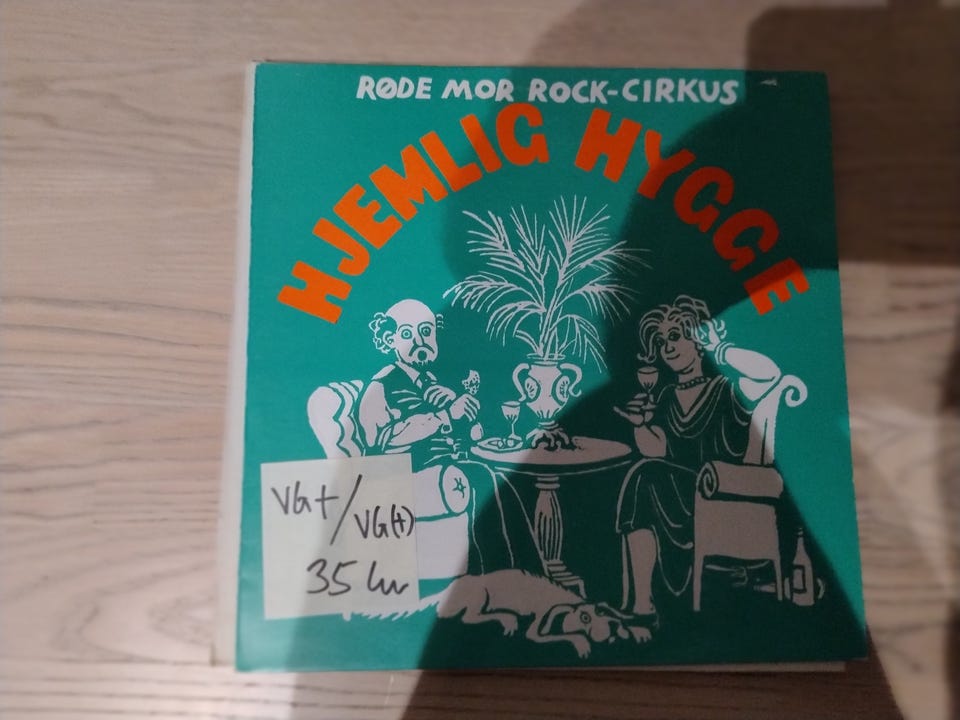 RØDE MOR ROCK-CIRKUS
HJEMLIG HYGGE
VG+/VG(+)
35 kr